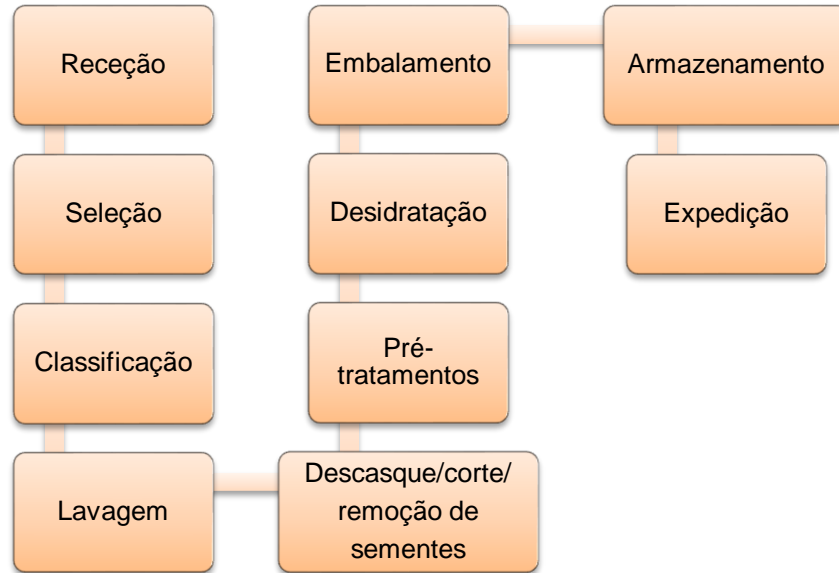 Receção
Seleção
Classificação
Lavagem
Descasque/corte/
remoção de
sementes
Pré-
tratamentos
Desidratação
Embalamento
Armazenamento
Expedição